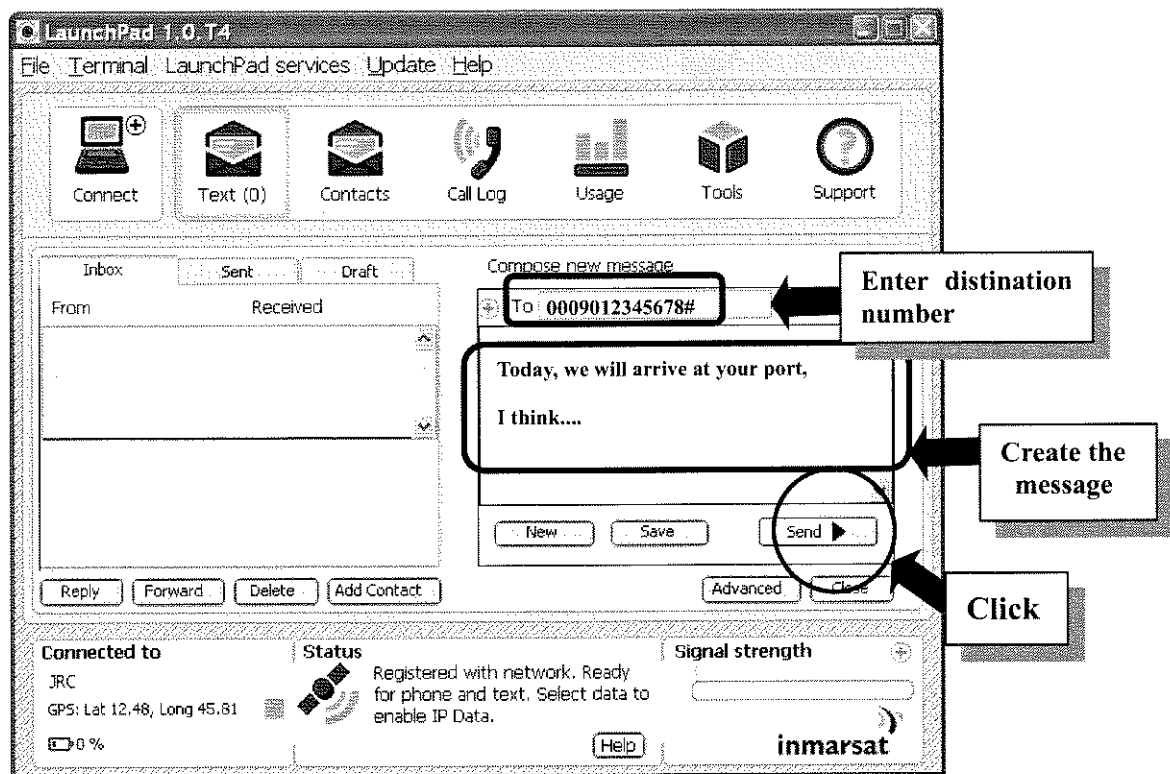 LaunchPad 1.0.T4
File Terminal LaunchPad services Update Help
Connect
Text (0)
Contacts
Call Log
Usage
Tools
Support
Inbox
Sent
Draft
From Received
Compose new message
To 0009012345678#
Today, we will arrive at your port,
I think....
New
Save
Send
Reply
Forward
Delete
Add Contact
Advanced
Close
Enter distination
number
Create the
message
Click
Connected to
JRC
GPS: Lat 12.48, Long 45.81
0 %
Status
Registered with network. Ready
for phone and text. Select data to
enable IP Data.
Help
Signal strength
inmarsat